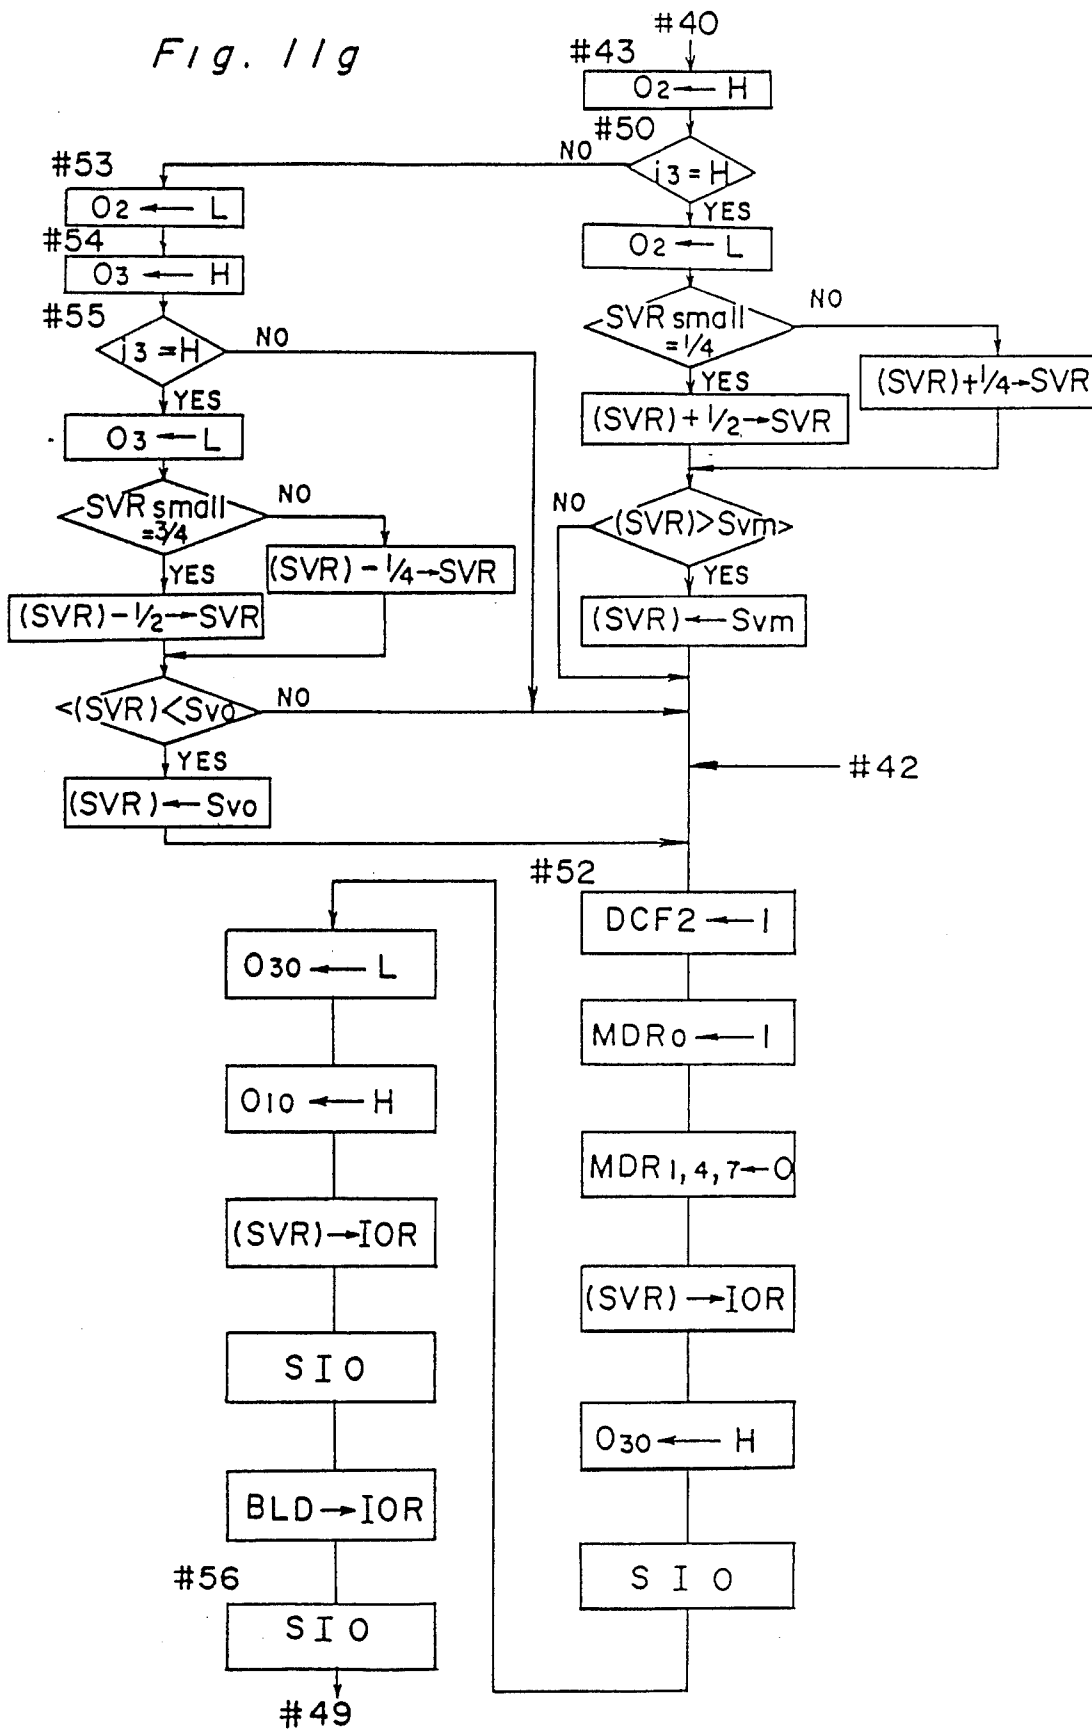 Fig. 11g
#40
#43
O2 ← H
#50
i3 = H
NO
YES
O2 ← L
SVR small
=1/4
NO
YES
(SVR)+1/4→SVR
(SVR)+1/2→SVR
(SVR)>Svm
NO
YES
(SVR)←Svm
#53
O2 ← L
#54
O3 ← H
#55
i3 = H
NO
YES
O3 ← L
SVR small
=3/4
NO
YES
(SVR)-1/4→SVR
(SVR)-1/2→SVR
(SVR)<Svo
NO
YES
(SVR)←Svo
#42
#52
DCF2 ← 1
MDR0 ← 1
MDR1,4,7←0
(SVR)→IOR
O30 ← H
SIO
O30 ← L
O10 ← H
(SVR)→IOR
SIO
BLD→IOR
#56
SIO
#49